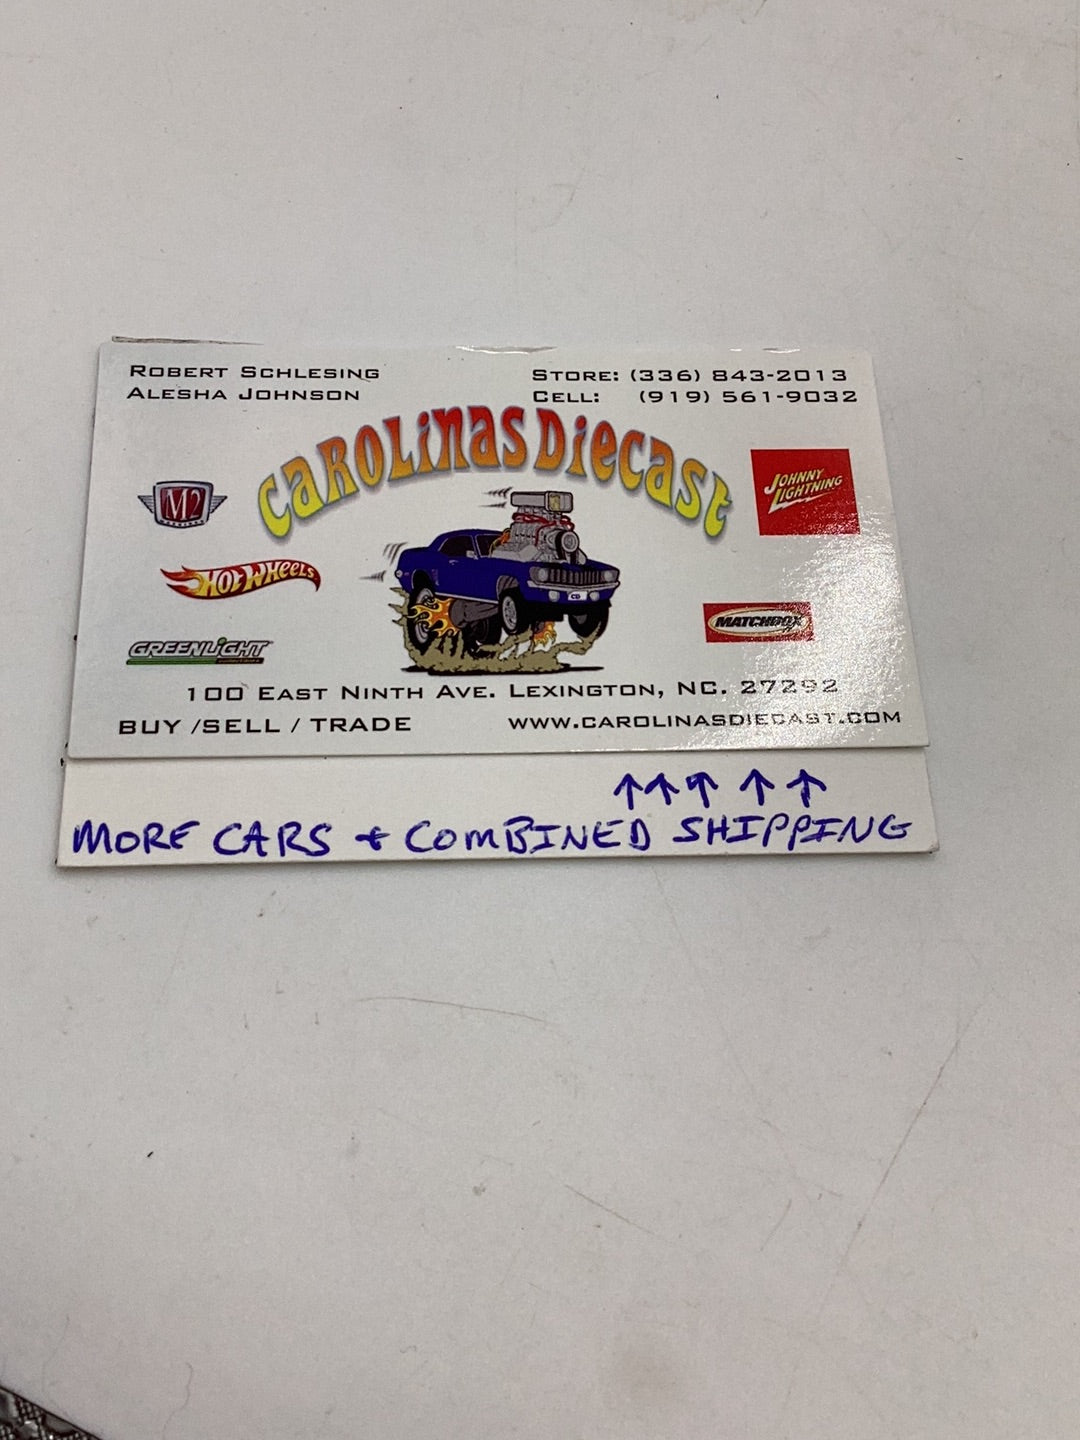 ROBERT SCHLESING
ALESHA JOHNSON
STORE: (336) 843-2013
CELL: (919) 561-9032
CAROLINAS DIECAST
M2
JOHNNY
LIGHTNING
HOT WHEELS
CD
GREENLIGHT
MATCHBOX
100 EAST NINTH AVE. LEXINGTON, NC. 27292
BUY /SELL / TRADE
WWW.CAROLINASDIECAST.COM
↑↑↑ ↑ ↑
MORE CARS + COMBINED SHIPPING